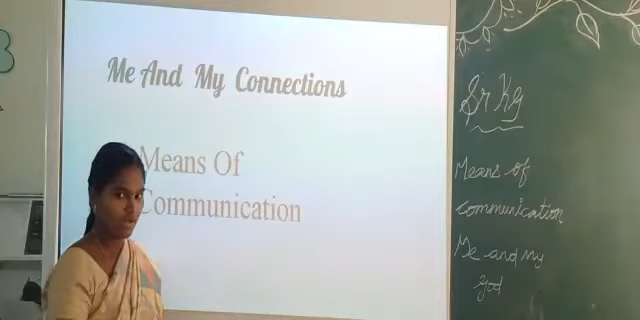 Me And My Connections
Means Of
Communication
Sr Kg
Means of
communication
Me and my
God